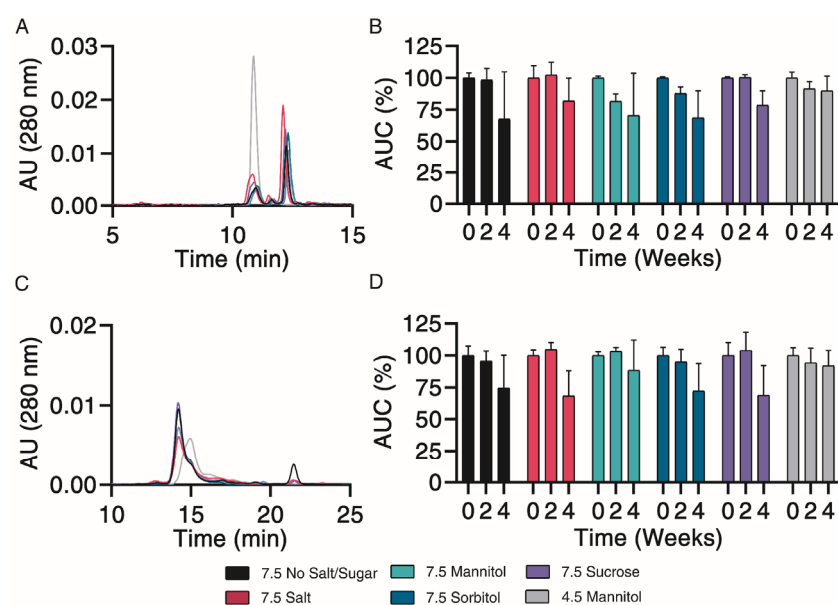 A
AU (280 nm)
0.03
0.02
0.01
0.00
5 10 15
Time (min)
B
AUC (%)
125
100
75
50
25
0
0 2 4 0 2 4 0 2 4 0 2 4 0 2 4 0 2 4
Time (Weeks)
C
AU (280 nm)
0.02
0.01
0.00
10 15 20 25
Time (min)
D
AUC (%)
125
100
75
50
25
0
0 2 4 0 2 4 0 2 4 0 2 4 0 2 4 0 2 4
Time (Weeks)
7.5 No Salt/Sugar 7.5 Mannitol 7.5 Sucrose
7.5 Salt 7.5 Sorbitol 4.5 Mannitol